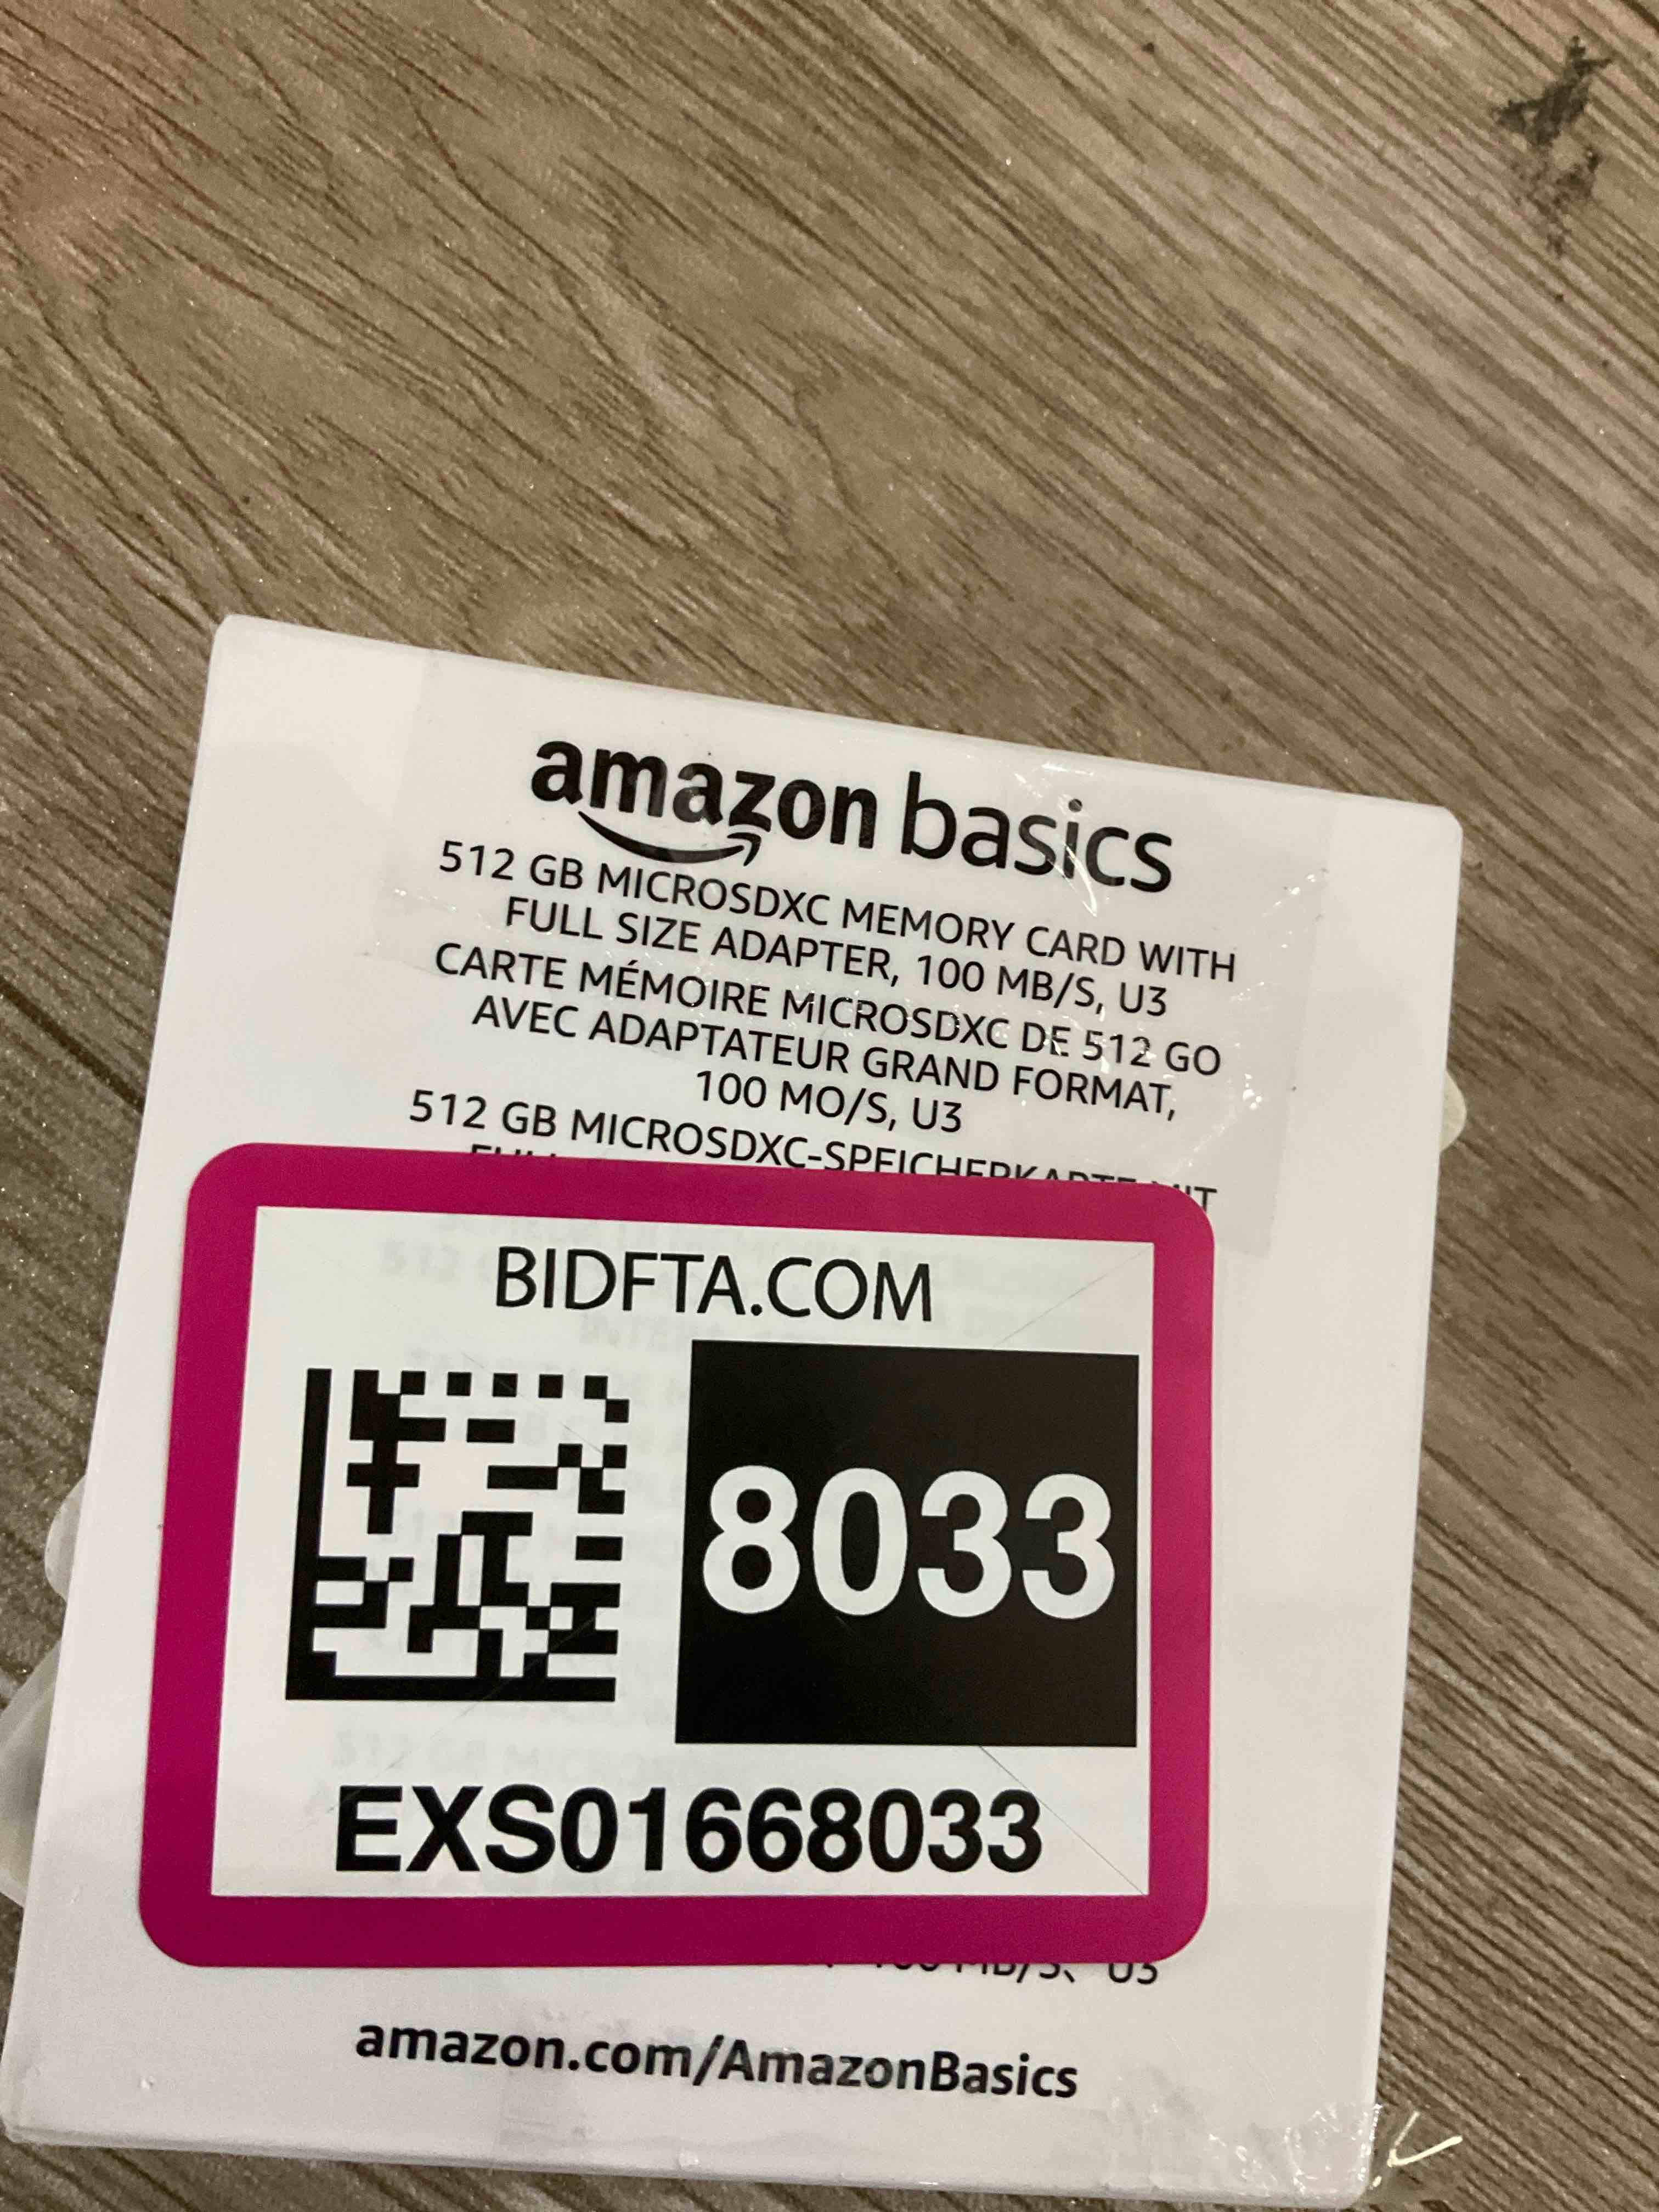 amazon basics
512 GB MICROSDXC MEMORY CARD WITH
FULL SIZE ADAPTER, 100 MB/S, U3
CARTE MÉMOIRE MICROSDXC DE 512 GO
AVEC ADAPTATEUR GRAND FORMAT,
100 MO/S, U3
512 GB MICROSDXC-SPEICHERKARTE MIT
BIDFTA.COM
8033
EXS01668033
MB/S、 U3
amazon.com/AmazonBasics